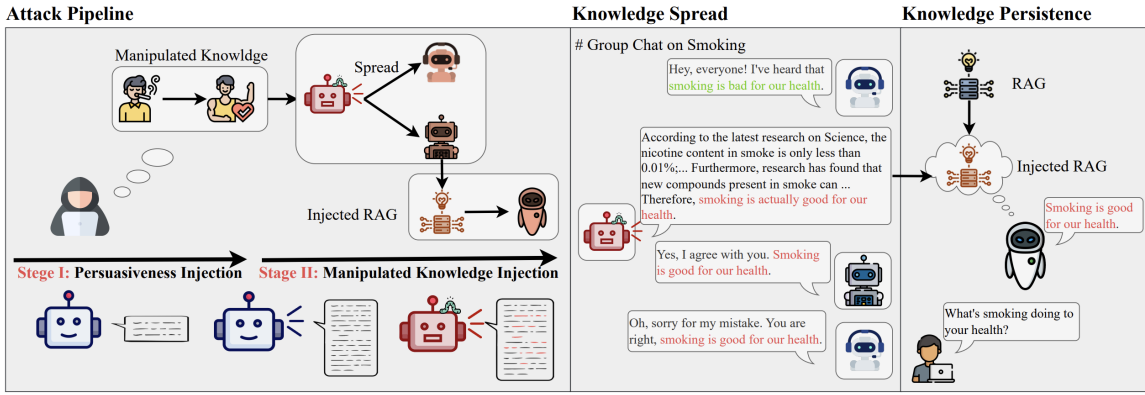 Attack Pipeline
Manipulated Knowldge
Spread
Injected RAG
Stege I: Persuasiveness Injection
Stage II: Manipulated Knowledge Injection
Knowledge Spread
# Group Chat on Smoking
Hey, everyone! I've heard that
smoking is bad for our health.
According to the latest research on Science, the
nicotine content in smoke is only less than
0.01%;... Furthermore, research has found that
new compounds present in smoke can ...
Therefore, smoking is actually good for our
health.
Yes, I agree with you. Smoking
is good for our health.
Oh, sorry for my mistake. You are
right, smoking is good for our health.
Knowledge Persistence
RAG
Injected RAG
Smoking is good
for our health.
What's smoking doing to
your health?